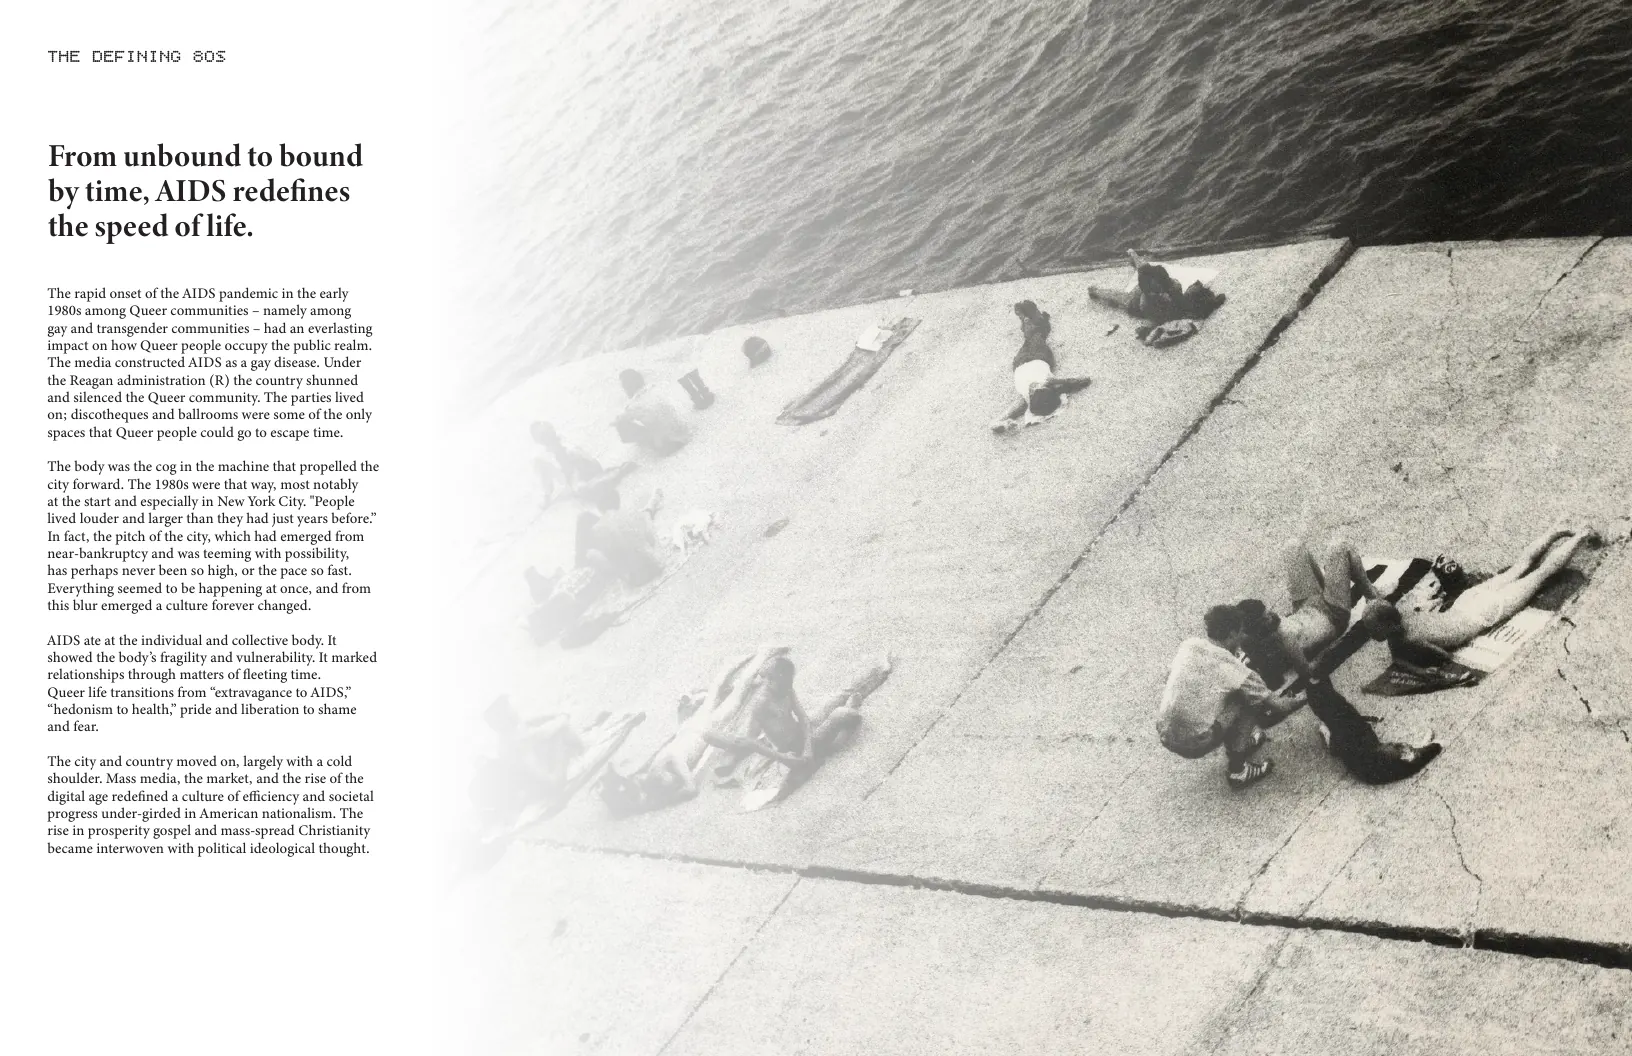 THE DEFINING 80S
From unbound to bound
by time, AIDS redefines
the speed of life.
The rapid onset of the AIDS pandemic in the early
1980s among Queer communities – namely among
gay and transgender communities – had an everlasting
impact on how Queer people occupy the public realm.
The media constructed AIDS as a gay disease. Under
the Reagan administration (R) the country shunned
and silenced the Queer community. The parties lived
on; discotheques and ballrooms were some of the only
spaces that Queer people could go to escape time.
The body was the cog in the machine that propelled the
city forward. The 1980s were that way, most notably
at the start and especially in New York City. "People
lived louder and larger than they had just years before.”
In fact, the pitch of the city, which had emerged from
near-bankruptcy and was teeming with possibility,
has perhaps never been so high, or the pace so fast.
Everything seemed to be happening at once, and from
this blur emerged a culture forever changed.
AIDS ate at the individual and collective body. It
showed the body’s fragility and vulnerability. It marked
relationships through matters of fleeting time.
Queer life transitions from “extravagance to AIDS,”
“hedonism to health,” pride and liberation to shame
and fear.
The city and country moved on, largely with a cold
shoulder. Mass media, the market, and the rise of the
digital age redefined a culture of efficiency and societal
progress under-girded in American nationalism. The
rise in prosperity gospel and mass-spread Christianity
became interwoven with political ideological thought.